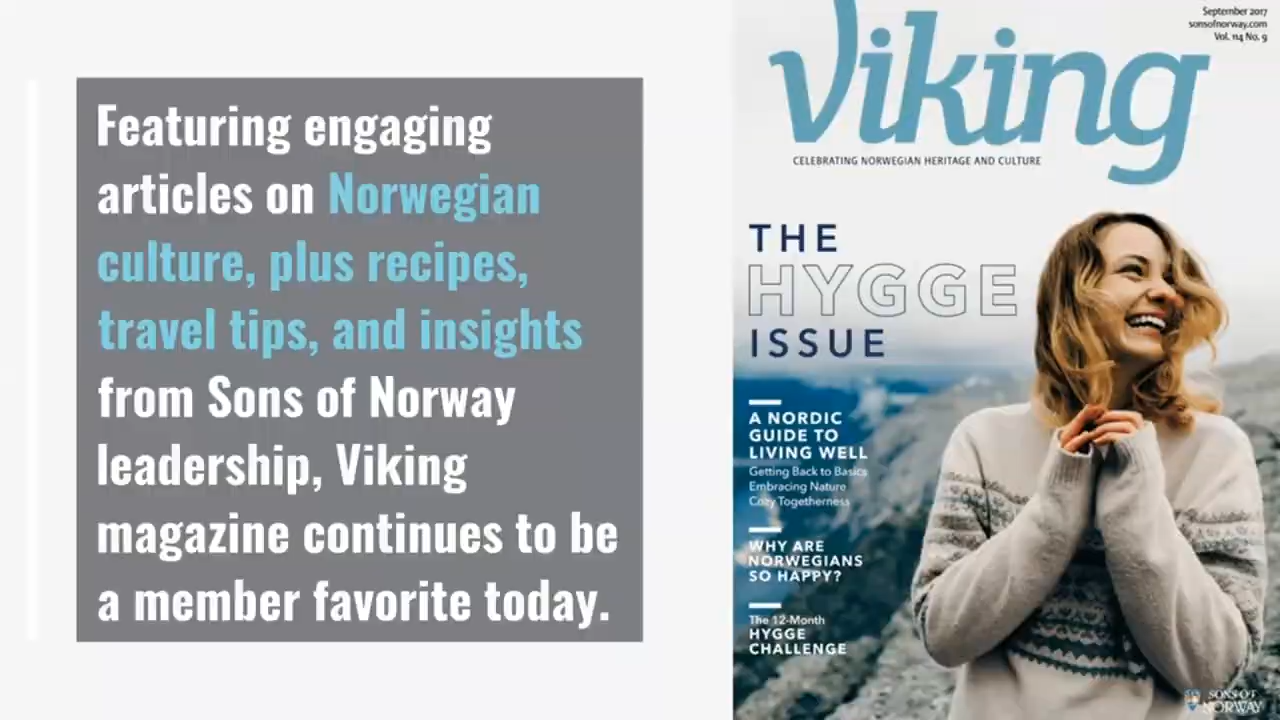 Featuring engaging
articles on Norwegian
culture, plus recipes,
travel tips, and insights
from Sons of Norway
leadership, Viking
magazine continues to be
a member favorite today.
September 2017
sonsofnorway.com
Vol. 114 No. 9
viking
CELEBRATING NORWEGIAN HERITAGE AND CULTURE
THE
HYGGE
ISSUE
A NORDIC
GUIDE TO
LIVING WELL
Getting Back to Basics
Embracing Nature
Cozy Togetherness
WHY ARE
NORWEGIANS
SO HAPPY?
The 12-Month
HYGGE
CHALLENGE
SONS OF
NORWAY